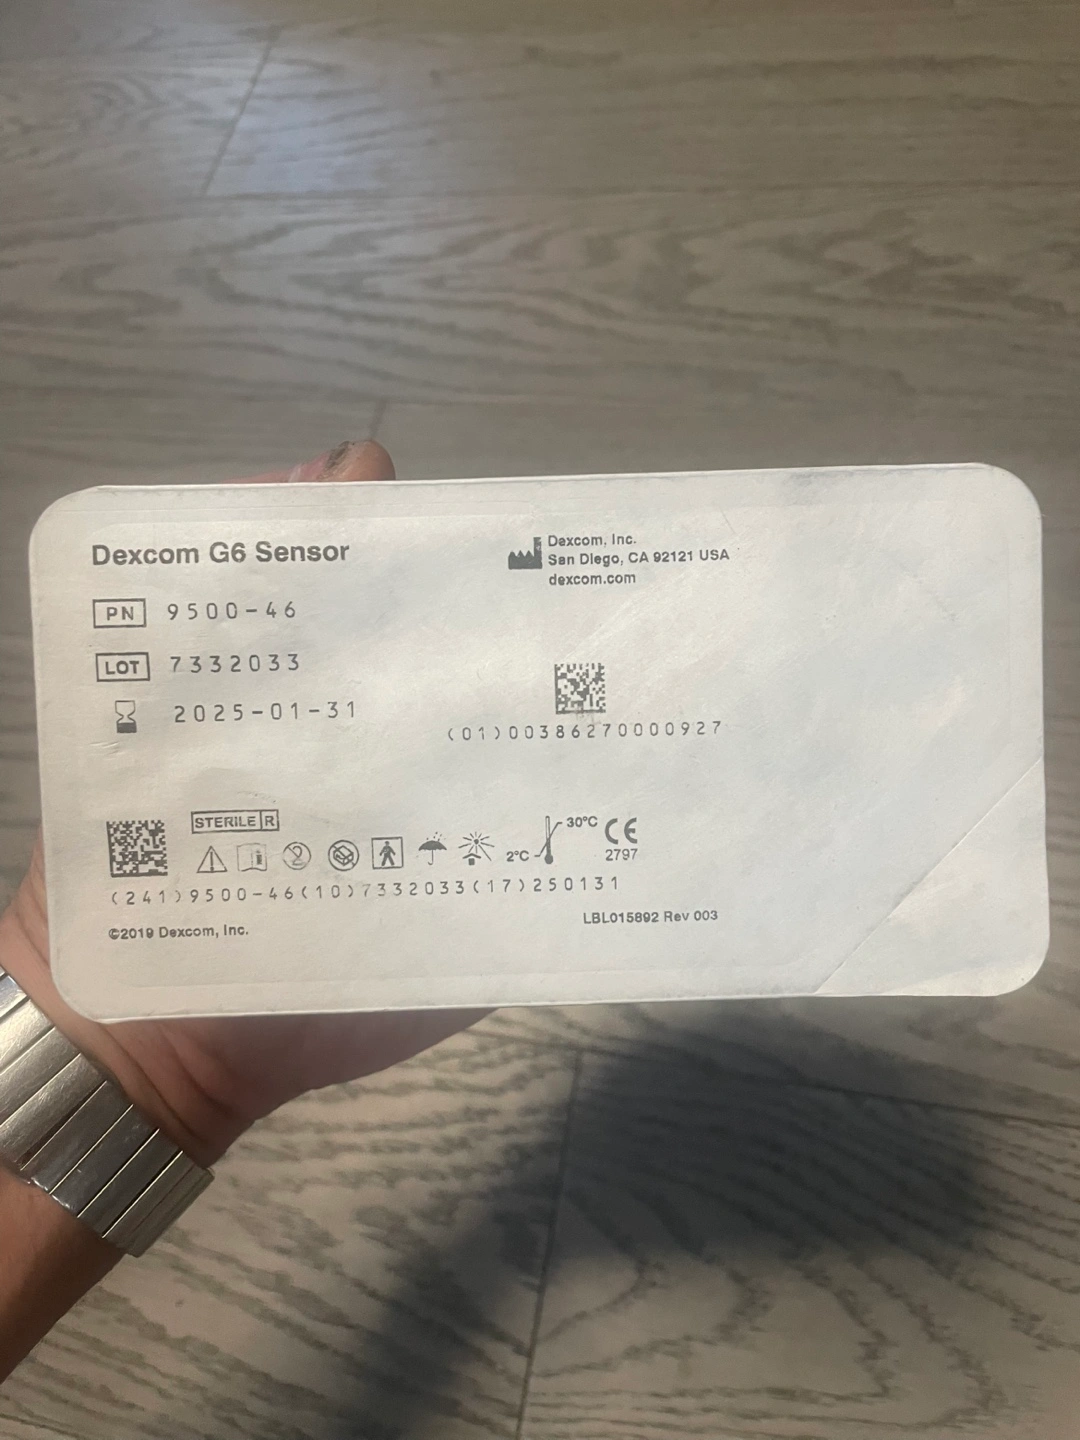 Dexcom G6 Sensor
Dexcom, Inc.
San Diego, CA 92121 USA
dexcom.com
PN 9500-46
LOT 7332033
2025-01-31
(01)00386270000927
STERILE R
30°C
2°C
CE
2797
(241)9500-46(10)7332033(17)250131
LBL015892 Rev 003
©2019 Dexcom, Inc.